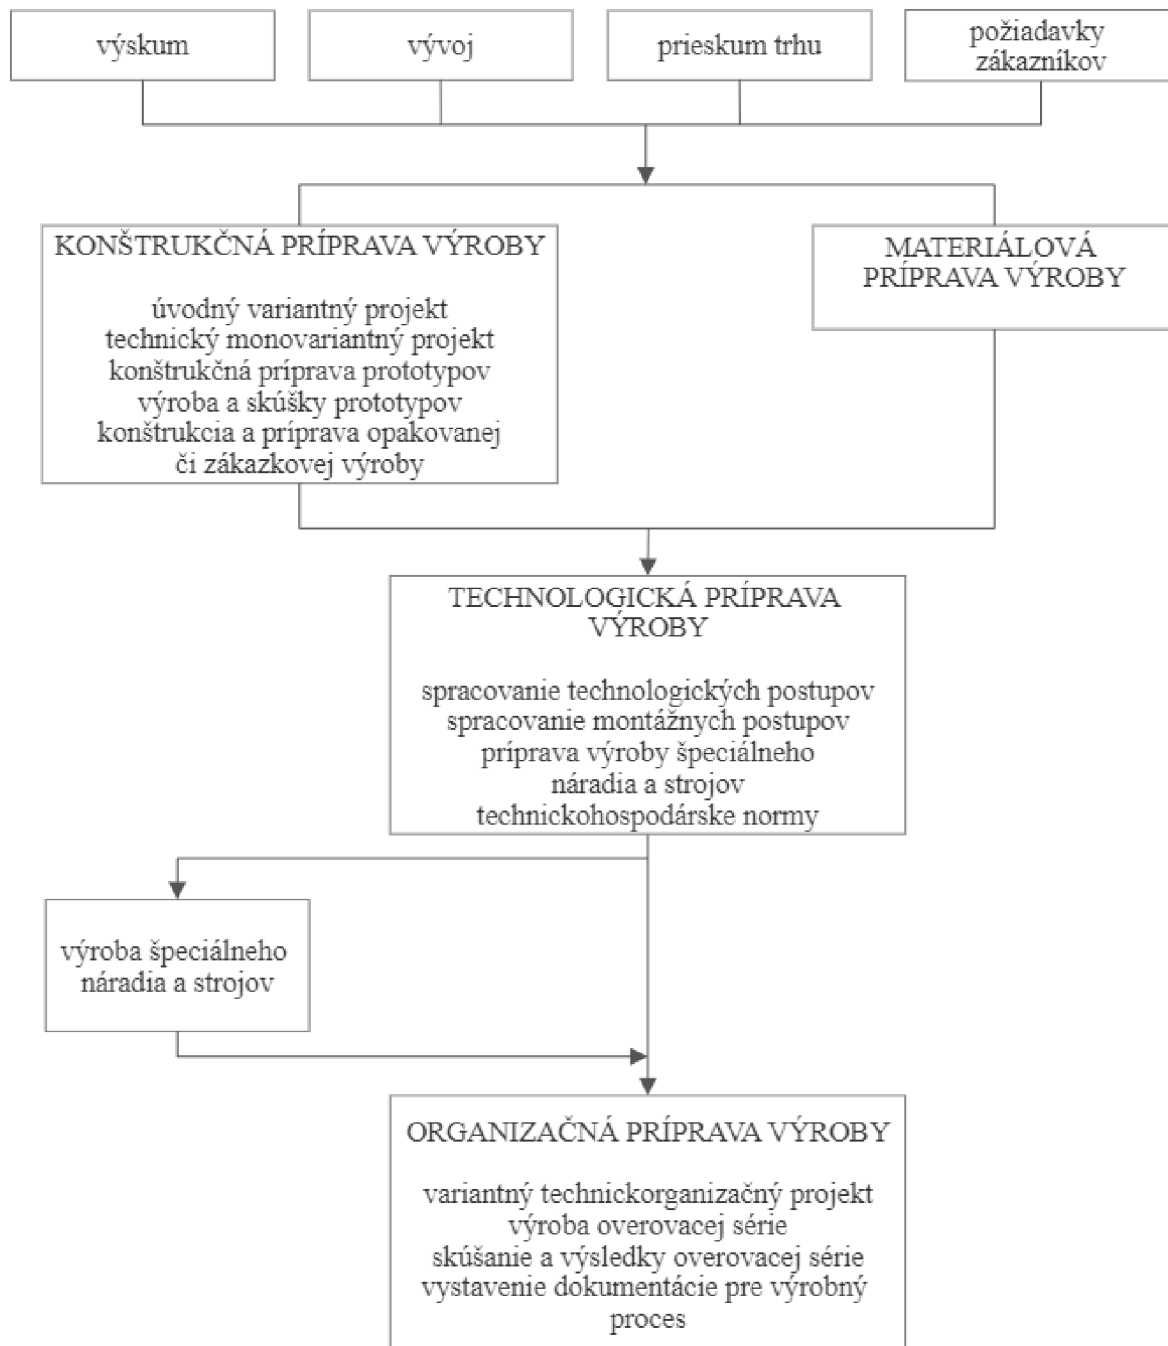 výskum
vývoj
prieskum trhu
požiadavky
zákazníkov
KONŠTRUKČNÁ PRÍPRAVA VÝROBY
úvodný variantný projekt
technický monovariantný projekt
konštrukčná príprava prototypov
výroba a skúšky prototypov
konštrukcia a príprava opakovanej
či zákazkovej výroby
MATERIÁLOVÁ
PRÍPRAVA VÝROBY
TECHNOLOGICKÁ PRÍPRAVA
VÝROBY
spracovanie technologických postupov
spracovanie montážnych postupov
príprava výroby špeciálneho
náradia a strojov
technickohospodárske normy
výroba špeciálneho
náradia a strojov
ORGANIZAČNÁ PRÍPRAVA VÝROBY
variantný technickorganizačný projekt
výroba overovacej série
skúšanie a výsledky overovacej série
vystavenie dokumentácie pre výrobný
proces